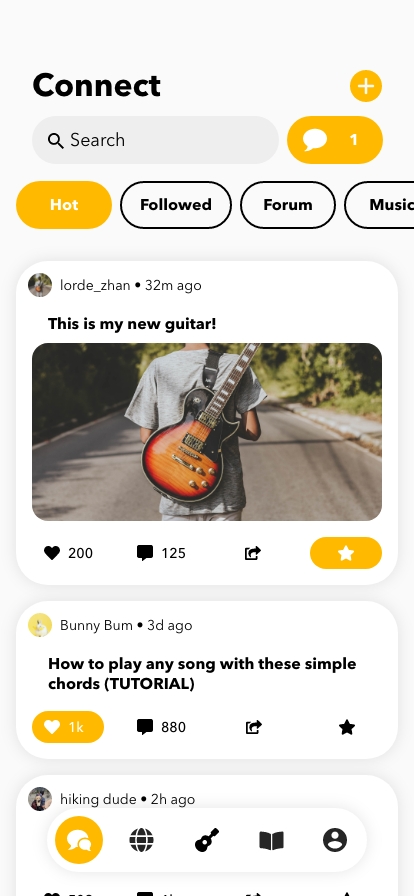 Connect
Search
1
Hot
Followed
Forum
Music
lorde_zhan • 32m ago
This is my new guitar!
200
125
Bunny Bum • 3d ago
How to play any song with these simple
chords (TUTORIAL)
1k
880
hiking dude • 2h ago